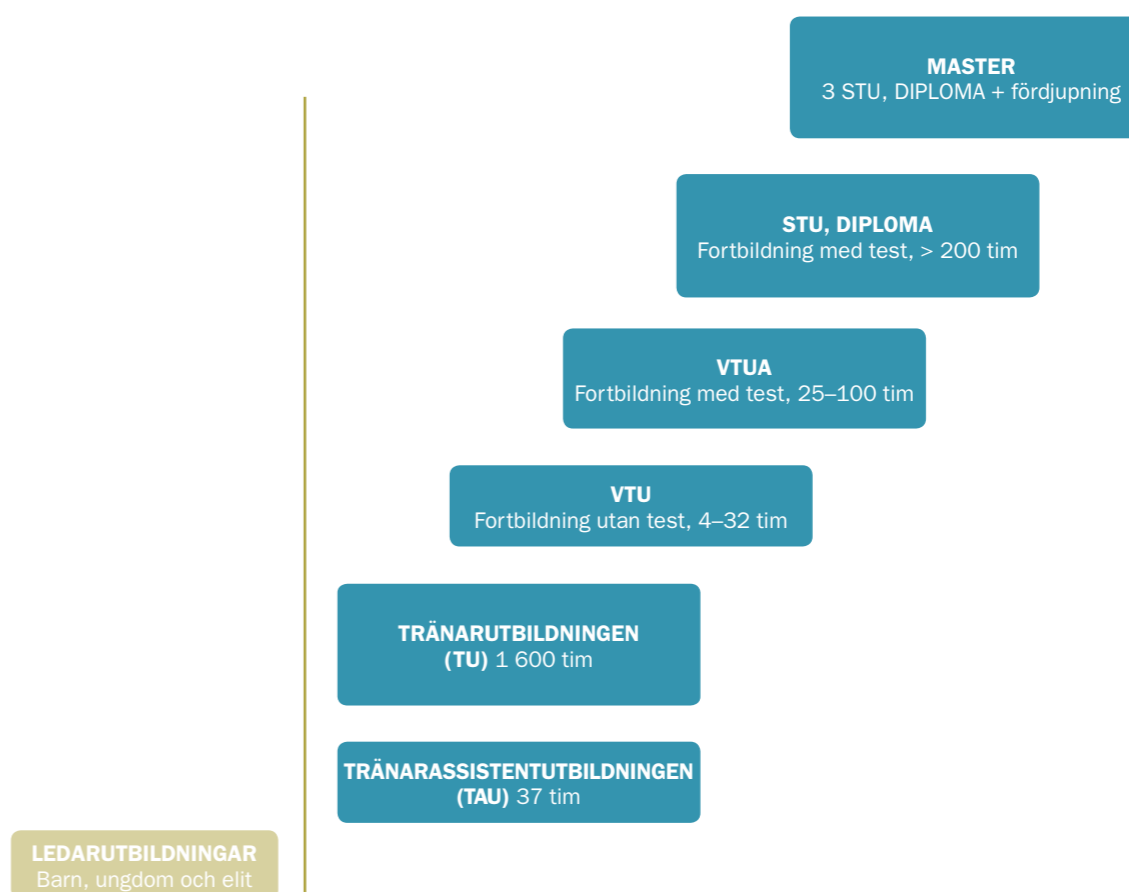 MASTER
3 STU, DIPLOMA + fördjupning
STU, DIPLOMA
Fortbildning med test, > 200 tim
VTUA
Fortbildning med test, 25–100 tim
VTU
Fortbildning utan test, 4–32 tim
TRÄNARUTBILDNINGEN
(TU) 1 600 tim
TRÄNARASSISTENTUTBILDNINGEN
(TAU) 37 tim
LEDARUTBILDNINGAR
Barn, ungdom och elit